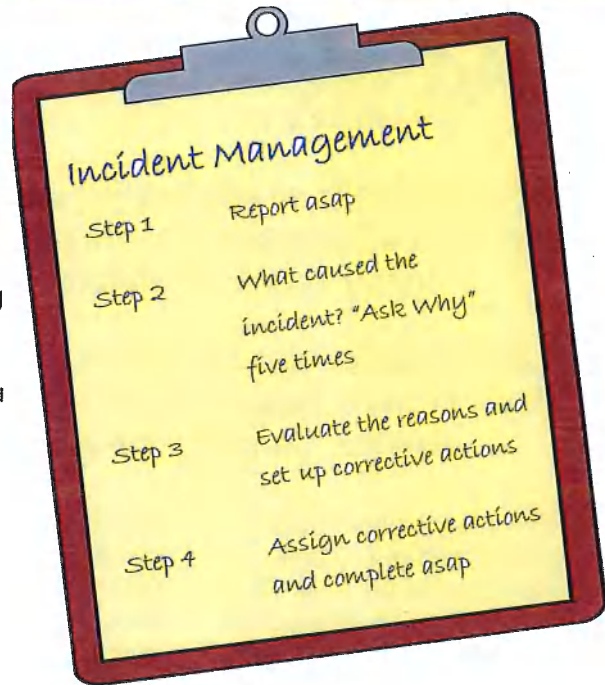 Incident Management
Step 1 Report asap
Step 2 What caused the
incident? "Ask Why"
five times
Step 3 Evaluate the reasons and
set up corrective actions
Step 4 Assign corrective actions
and complete asap